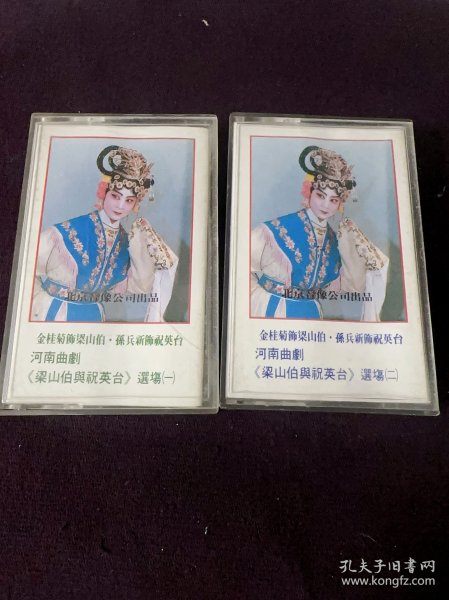 北京音像公司出品
金桂菊飾梁山伯·孫兵新飾祝英台
河南曲劇
《梁山伯與祝英台》選場㈠
北京音像公司出品
金桂菊飾梁山伯·孫兵新飾祝英台
河南曲劇
《梁山伯與祝英台》選場㈡
孔夫子旧书网
www.kongfz.com